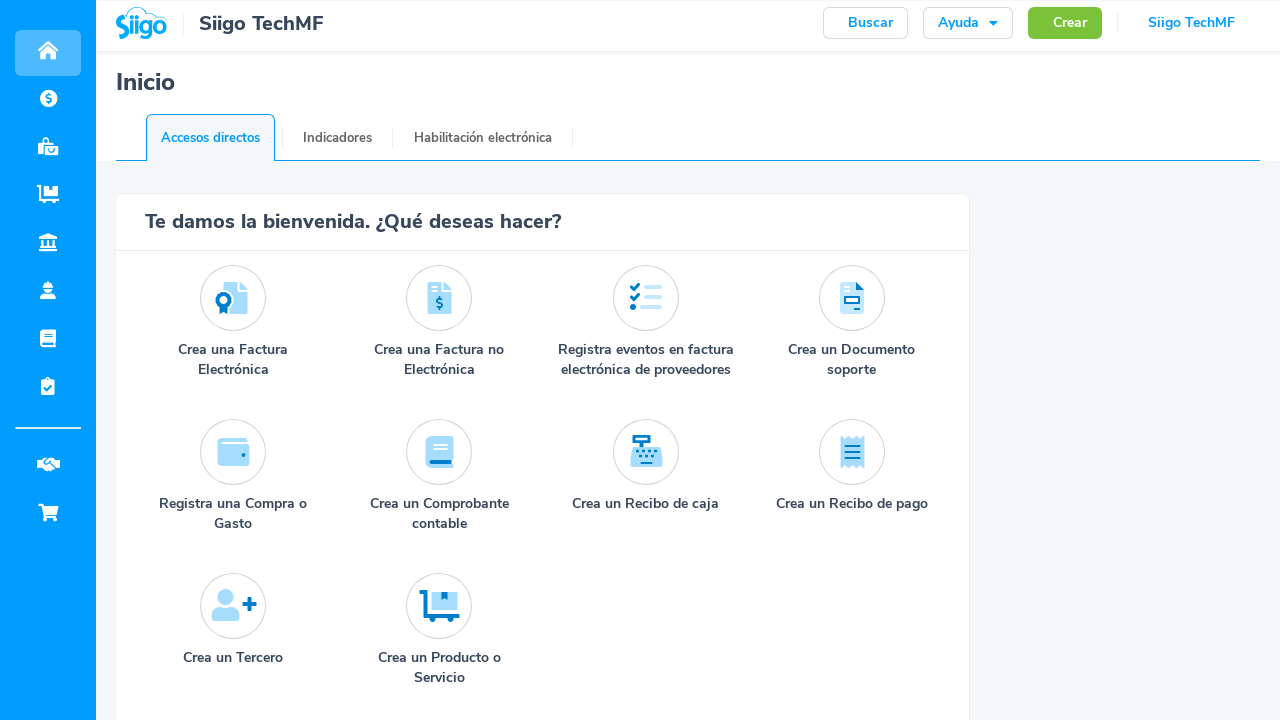 Siigo
Siigo TechMF
Buscar
Ayuda
Crear
Siigo TechMF
Inicio
Accesos directos
Indicadores
Habilitación electrónica
Te damos la bienvenida. ¿Qué deseas hacer?
Crea una Factura
Electrónica
Crea una Factura no
Electrónica
Registra eventos en factura
electrónica de proveedores
Crea un Documento
soporte
Registra una Compra o
Gasto
Crea un Comprobante
contable
Crea un Recibo de caja
Crea un Recibo de pago
Crea un Tercero
Crea un Producto o
Servicio